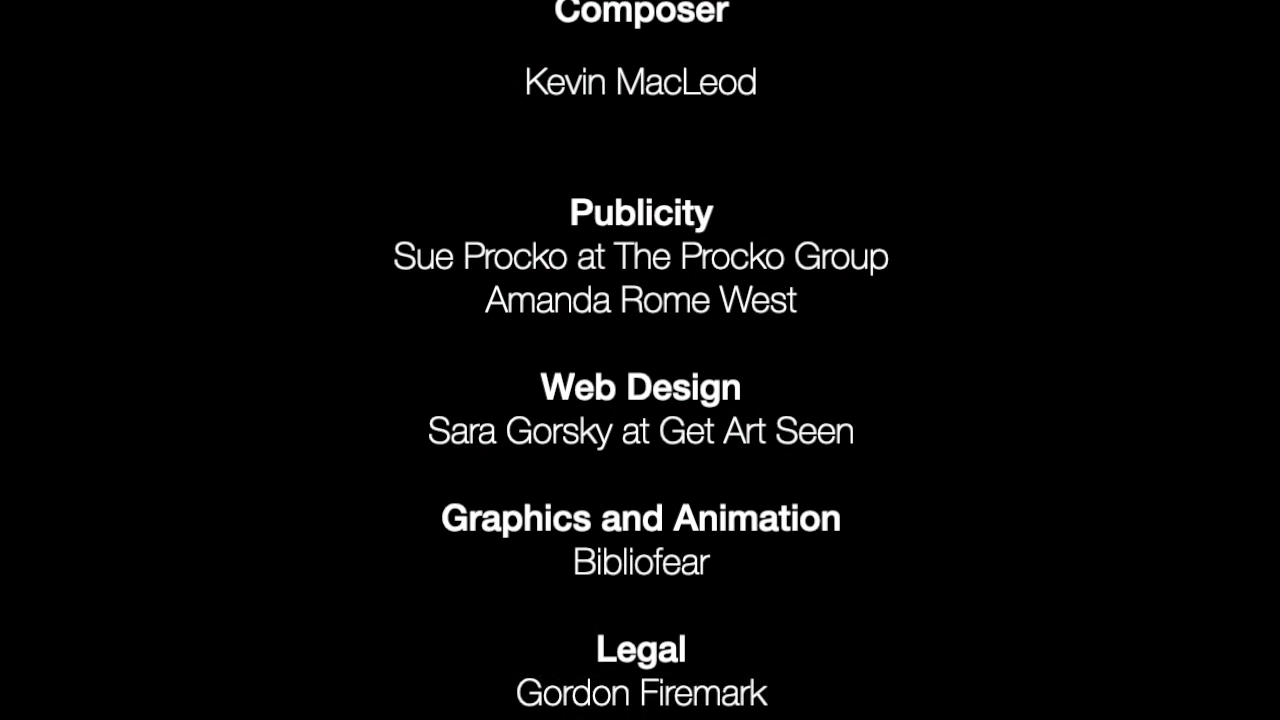 Composer
Kevin MacLeod
Publicity
Sue Procko at The Procko Group
Amanda Rome West
Web Design
Sara Gorsky at Get Art Seen
Graphics and Animation
Bibliofear
Legal
Gordon Firemark